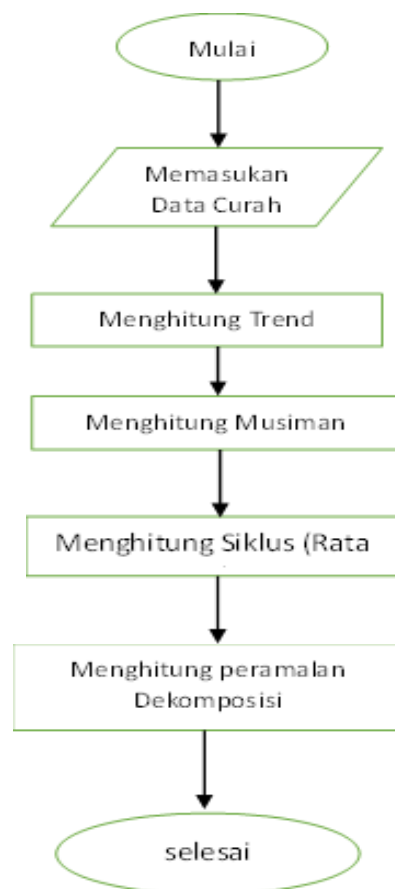 Mulai
Memasukan
Data Curah
Menghitung Trend
Menghitung Musiman
Menghitung Siklus (Rata
Menghitung peramalan
Dekomposisi
selesai